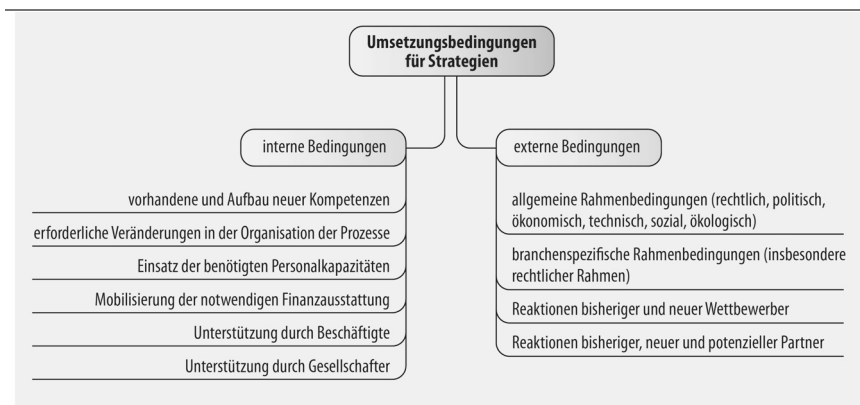 Umsetzungsbedingungen
für Strategien
interne Bedingungen
vorhandene und Aufbau neuer Kompetenzen
erforderliche Veränderungen in der Organisation der Prozesse
Einsatz der benötigten Personalkapazitäten
Mobilisierung der notwendigen Finanzausstattung
Unterstützung durch Beschäftigte
Unterstützung durch Gesellschafter
externe Bedingungen
allgemeine Rahmenbedingungen (rechtlich, politisch,
ökonomisch, technisch, sozial, ökologisch)
branchenspezifische Rahmenbedingungen (insbesondere
rechtlicher Rahmen)
Reaktionen bisheriger und neuer Wettbewerber
Reaktionen bisheriger, neuer und potenzieller Partner